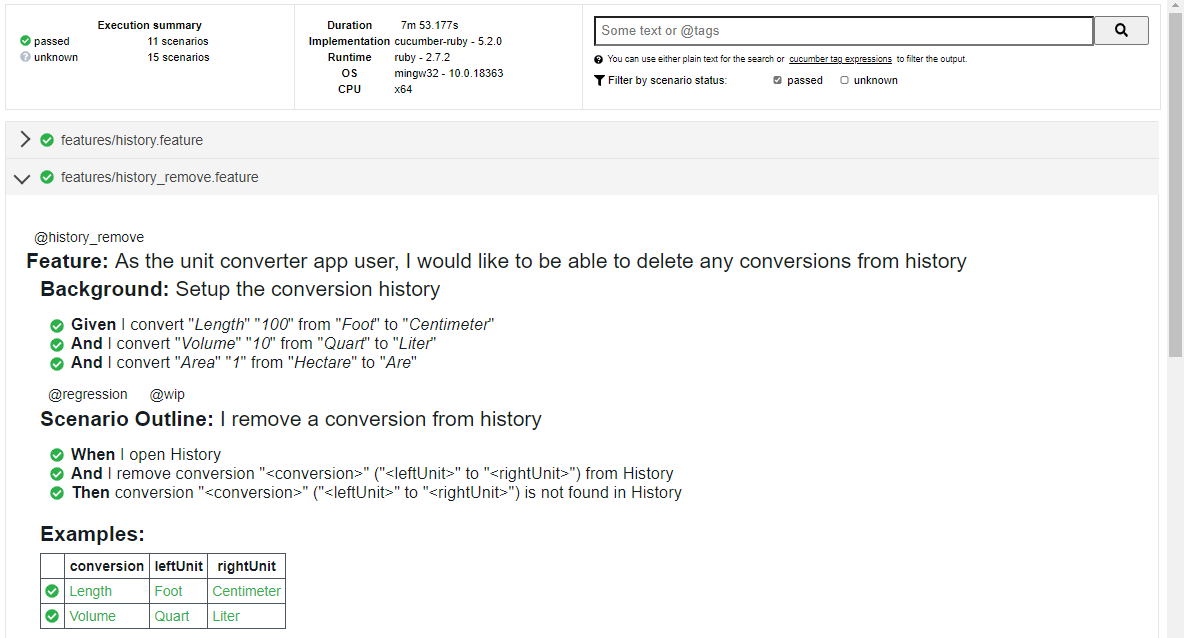 Execution summary
passed 11 scenarios
unknown 15 scenarios
Duration 7m 53.177s
Implementation cucumber-ruby - 5.2.0
Runtime ruby - 2.7.2
OS mingw32 - 10.0.18363
CPU x64
Some text or @tags
You can use either plain text for the search or cucumber tag expressions to filter the output.
Filter by scenario status: passed unknown
features/history.feature
features/history_remove.feature
@history_remove
Feature: As the unit converter app user, I would like to be able to delete any conversions from history
Background: Setup the conversion history
Given I convert "Length" "100" from "Foot" to "Centimeter"
And I convert "Volume" "10" from "Quart" to "Liter"
And I convert "Area" "1" from "Hectare" to "Are"
@regression @wip
Scenario Outline: I remove a conversion from history
When I open History
And I remove conversion "<conversion>" ("<leftUnit>" to "<rightUnit>") from History
Then conversion "<conversion>" ("<leftUnit>" to "<rightUnit>") is not found in History
Examples:
conversion leftUnit rightUnit
Length Foot Centimeter
Volume Quart Liter